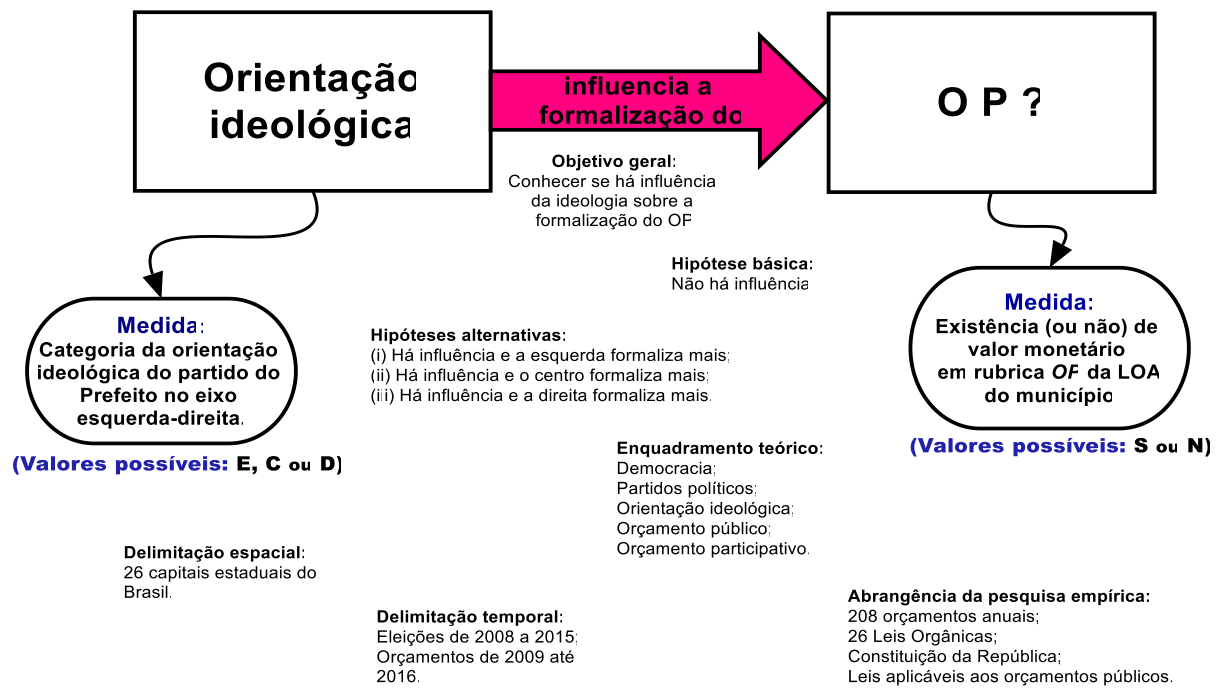 Orientação
ideológica
influencia a
formalização do
O P ?
Objetivo geral:
Conhecer se há influência
da ideologia sobre a
formalização do OP
Hipótese básica:
Não há influência
Medida:
Categoria da orientação
ideológica do partido do
Prefeito no eixo
esquerda-direita.
(Valores possíveis: E, C ou D)
Hipóteses alternativas:
(i) Há influência e a esquerda formaliza mais;
(ii) Há influência e o centro formaliza mais;
(iii) Há influência e a direita formaliza mais.
Medida:
Existência (ou não) de
valor monetário
em rubrica OP da LOA
do município
(Valores possíveis: S ou N)
Enquadramento teórico:
Democracia;
Partidos políticos;
Orientação ideológica;
Orçamento público;
Orçamento participativo.
Delimitação espacial:
26 capitais estaduais do
Brasil.
Delimitação temporal:
Eleições de 2008 a 2015;
Orçamentos de 2009 até
2016.
Abrangência da pesquisa empírica:
208 orçamentos anuais;
26 Leis Orgânicas;
Constituição da República;
Leis aplicáveis aos orçamentos públicos.